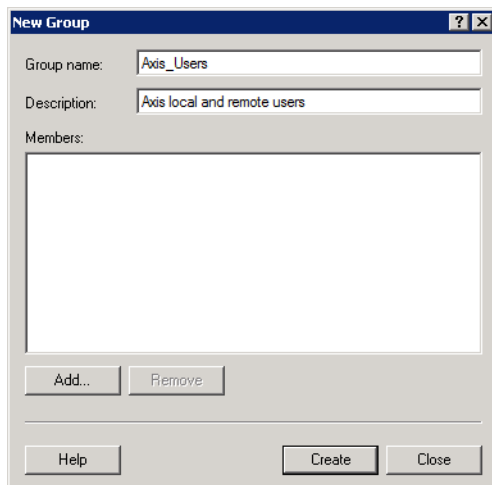 New Group
Group name: Axis_Users
Description: Axis local and remote users
Members:
Add... Remove
Help Create Close